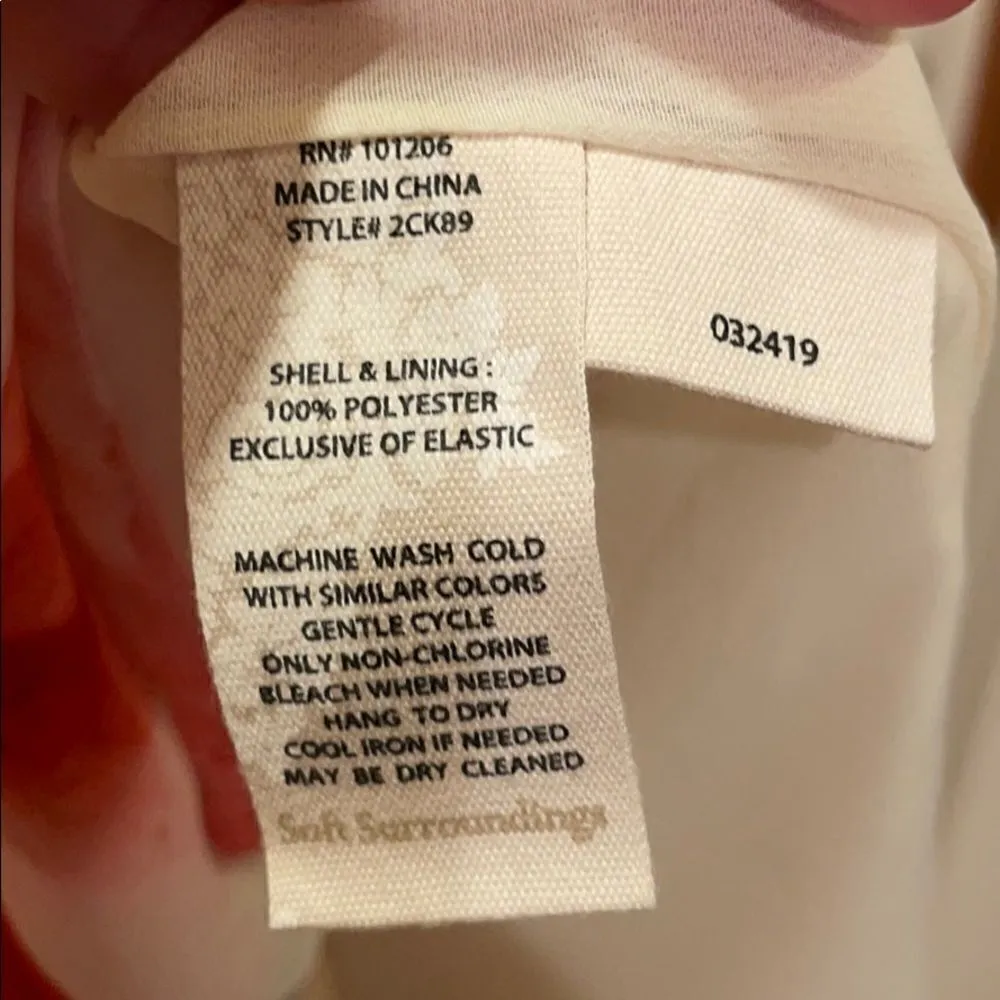 RN# 101206
MADE IN CHINA
STYLE# 2CK89
SHELL & LINING :
100% POLYESTER
EXCLUSIVE OF ELASTIC
MACHINE WASH COLD
WITH SIMILAR COLORS
GENTLE CYCLE
ONLY NON-CHLORINE
BLEACH WHEN NEEDED
HANG TO DRY
COOL IRON IF NEEDED
MAY BE DRY CLEANED
Soft Surroundings
032419